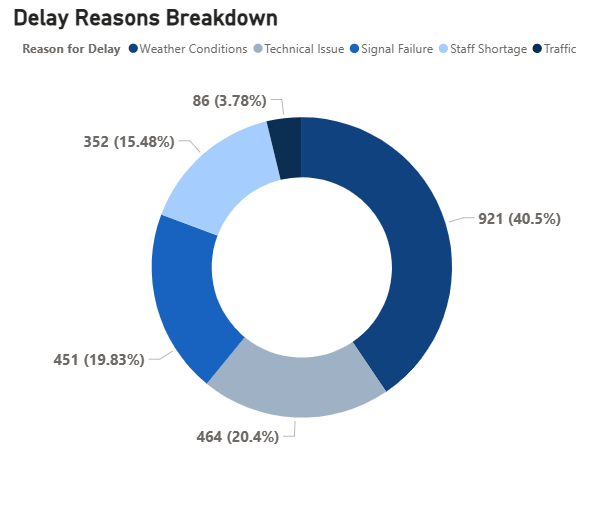 Delay Reasons Breakdown
Reason for Delay Weather Conditions Technical Issue Signal Failure Staff Shortage Traffic
86 (3.78%)
352 (15.48%)
921 (40.5%)
451 (19.83%)
464 (20.4%)